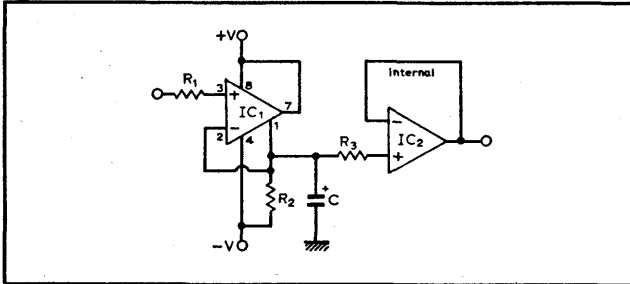 +V
internal
R1
3
+
8
IC1
7
2
−
4
1
−
IC2
+
R3
R2
+
C
−V